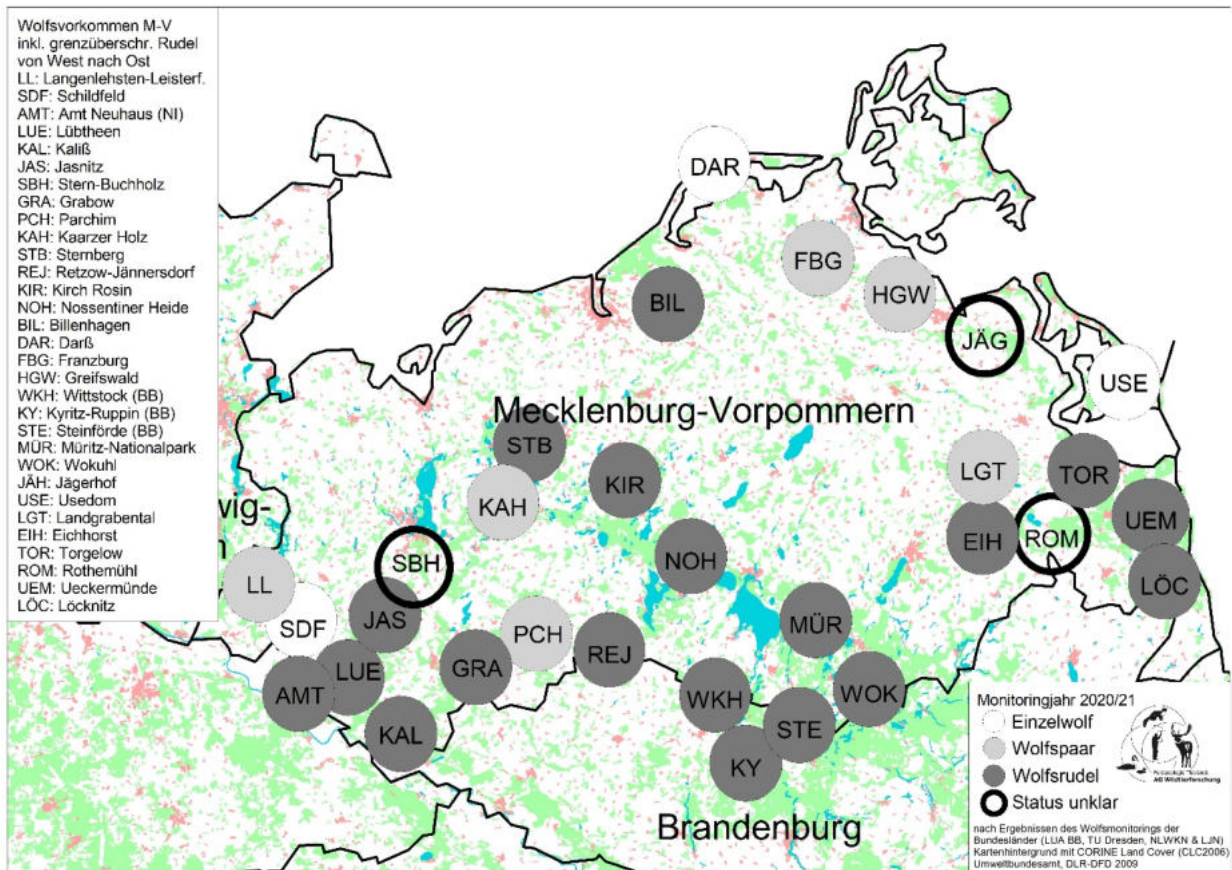 Wolfsvorkommen M-V
inkl. grenzüberschr. Rudel
von West nach Ost
LL: Langenlehsten-Leisterf.
SDF: Schildfeld
AMT: Amt Neuhaus (NI)
LUE: Lübtheen
KAL: Kaliß
JAS: Jasnitz
SBH: Stern-Buchholz
GRA: Grabow
PCH: Parchim
KAH: Kaarzer Holz
STB: Sternberg
REJ: Retzow-Jännersdorf
KIR: Kirch Rosin
NOH: Nossentiner Heide
BIL: Billenhagen
DAR: Darß
FBG: Franzburg
HGW: Greifswald
WKH: Wittstock (BB)
KY: Kyritz-Ruppin (BB)
STE: Steinförde (BB)
MÜR: Müritz-Nationalpark
WOK: Wokuhl
JÄH: Jägerhof
USE: Usedom
LGT: Landgrabental
EIH: Eichhorst
TOR: Torgelow
ROM: Rothemühl
UEM: Ueckermünde
LÖC: Löcknitz
DAR
FBG
HGW
BIL
JÄG
USE
Mecklenburg-Vorpommern
STB
KIR
KAH
LGT
TOR
wig-
n
UEM
ROM
EIH
SBH
NOH
LL
LÖC
SDF
JAS
PCH
MÜR
REJ
GRA
LUE
AMT
WKH
WOK
KAL
STE
KY
Brandenburg
Monitoringjahr 2020/21
Einzelwolf
Wolfspaar
Wolfsrudel
Status unklar
AG Wildtierforschung
nach Ergebnissen des Wolfsmonitorings der
Bundesländer (LUA BB, TU Dresden, NLWKN & LJN)
Kartenhintergrund mit CORINE Land Cover (CLC2006)
Umweltbundesamt, DLR-DFD 2009